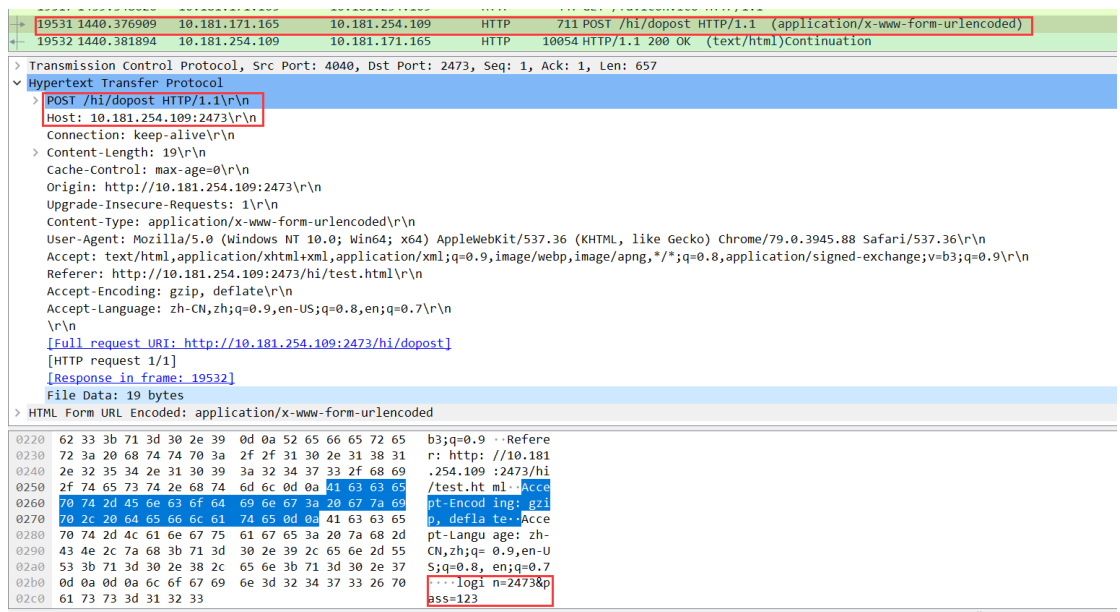 19531 1440.376909 10.181.171.165 10.181.254.109 HTTP 711 POST /hi/dopost HTTP/1.1 (application/x-www-form-urlencoded)
19532 1440.381894 10.181.254.109 10.181.171.165 HTTP 10054 HTTP/1.1 200 OK (text/html)Continuation
Transmission Control Protocol, Src Port: 4040, Dst Port: 2473, Seq: 1, Ack: 1, Len: 657
Hypertext Transfer Protocol
POST /hi/dopost HTTP/1.1\r\n
Host: 10.181.254.109:2473\r\n
Connection: keep-alive\r\n
Content-Length: 19\r\n
Cache-Control: max-age=0\r\n
Origin: http://10.181.254.109:2473\r\n
Upgrade-Insecure-Requests: 1\r\n
Content-Type: application/x-www-form-urlencoded\r\n
User-Agent: Mozilla/5.0 (Windows NT 10.0; Win64; x64) AppleWebKit/537.36 (KHTML, like Gecko) Chrome/79.0.3945.88 Safari/537.36\r\n
Accept: text/html,application/xhtml+xml,application/xml;q=0.9,image/webp,image/apng,*/*;q=0.8,application/signed-exchange;v=b3;q=0.9\r\n
Referer: http://10.181.254.109:2473/hi/test.html\r\n
Accept-Encoding: gzip, deflate\r\n
Accept-Language: zh-CN,zh;q=0.9,en-US;q=0.8,en;q=0.7\r\n
\r\n
[Full request URI: http://10.181.254.109:2473/hi/dopost]
[HTTP request 1/1]
[Response in frame: 19532]
File Data: 19 bytes
HTML Form URL Encoded: application/x-www-form-urlencoded
0220 62 33 3b 71 3d 30 2e 39 0d 0a 52 65 66 65 72 65 b3;q=0.9 ··Refere
0230 72 3a 20 68 74 74 70 3a 2f 2f 31 30 2e 31 38 31 r: http: //10.181
0240 2e 32 35 34 2e 31 30 39 3a 32 34 37 33 2f 68 69 .254.109 :2473/hi
0250 2f 74 65 73 74 2e 68 74 6d 6c 0d 0a 41 63 63 65 /test.ht ml··Acce
0260 70 74 2d 45 6e 63 6f 64 69 6e 67 3a 20 67 7a 69 pt-Encod ing: gzi
0270 70 2c 20 64 65 66 6c 61 74 65 0d 0a 41 63 63 65 p, defla te··Acce
0280 70 74 2d 4c 61 6e 67 75 61 67 65 3a 20 7a 68 2d pt-Langu age: zh-
0290 43 4e 2c 7a 68 3b 71 3d 30 2e 39 2c 65 6e 2d 55 CN,zh;q= 0.9,en-U
02a0 53 3b 71 3d 30 2e 38 2c 65 6e 3b 71 3d 30 2e 37 S;q=0.8, en;q=0.7
02b0 0d 0a 0d 0a 6c 6f 67 69 6e 3d 32 34 37 33 26 70 ····logi n=2473&p
02c0 61 73 73 3d 31 32 33 ass=123